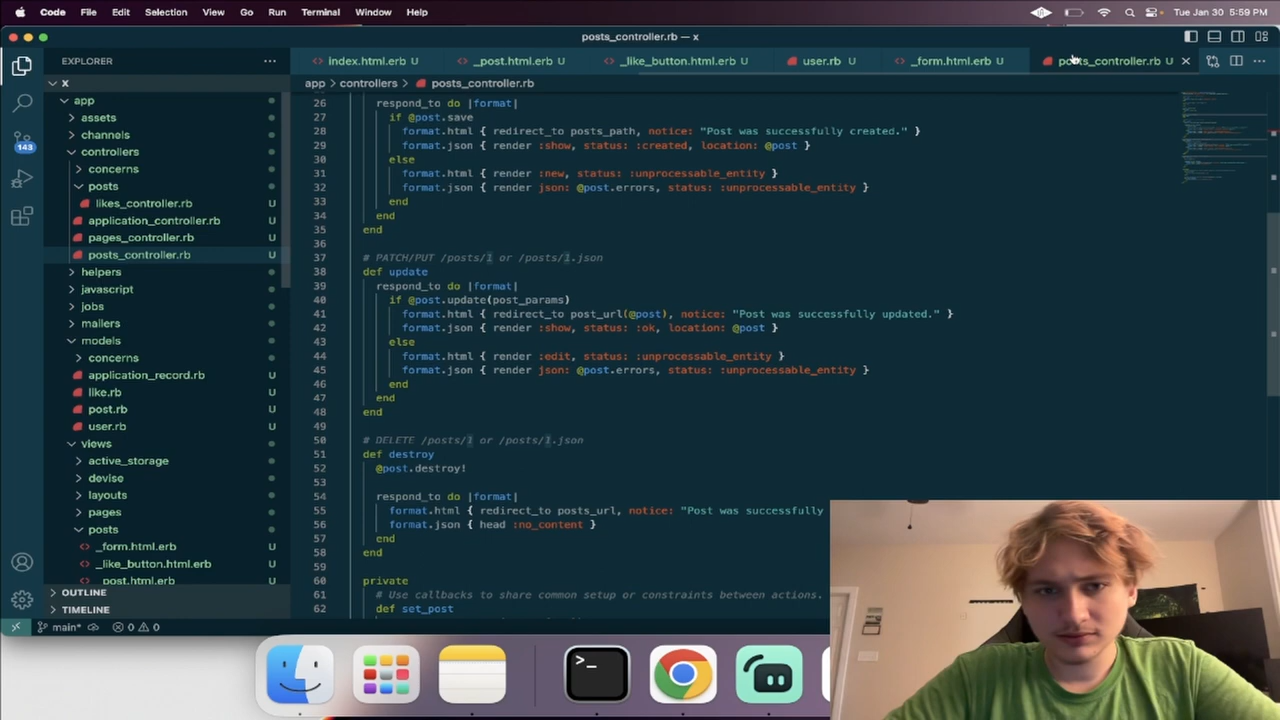 Code File Edit Selection View Go Run Terminal Window Help Tue Jan 30 5:59 PM
posts_controller.rb — x
EXPLORER
index.html.erb U
_post.html.erb U
_like_button.html.erb U
user.rb U
_form.html.erb U
posts_controller.rb U
X
app > controllers > posts_controller.rb
app
assets
channels
controllers
concerns
posts
likes_controller.rb U
application_controller.rb U
pages_controller.rb U
posts_controller.rb U
helpers
javascript
jobs
mailers
models
concerns
application_record.rb U
like.rb U
post.rb U
user.rb U
views
active_storage
devise
layouts
pages
posts
_form.html.erb U
_like_button.html.erb U
_post.html.erb U
OUTLINE
TIMELINE
143
26 respond_to do |format|
27 if @post.save
28 format.html { redirect_to posts_path, notice: "Post was successfully created." }
29 format.json { render :show, status: :created, location: @post }
30 else
31 format.html { render :new, status: :unprocessable_entity }
32 format.json { render json: @post.errors, status: :unprocessable_entity }
33 end
34 end
35 end
36
37 # PATCH/PUT /posts/1 or /posts/1.json
38 def update
39 respond_to do |format|
40 if @post.update(post_params)
41 format.html { redirect_to post_url(@post), notice: "Post was successfully updated." }
42 format.json { render :show, status: :ok, location: @post }
43 else
44 format.html { render :edit, status: :unprocessable_entity }
45 format.json { render json: @post.errors, status: :unprocessable_entity }
46 end
47 end
48 end
49
50 # DELETE /posts/1 or /posts/1.json
51 def destroy
52 @post.destroy!
53
54 respond_to do |format|
55 format.html { redirect_to posts_url, notice: "Post was successfully
56 format.json { head :no_content }
57 end
58 end
59
60 private
61 # Use callbacks to share common setup or constraints between actions.
62 def set_post
main* 0 0